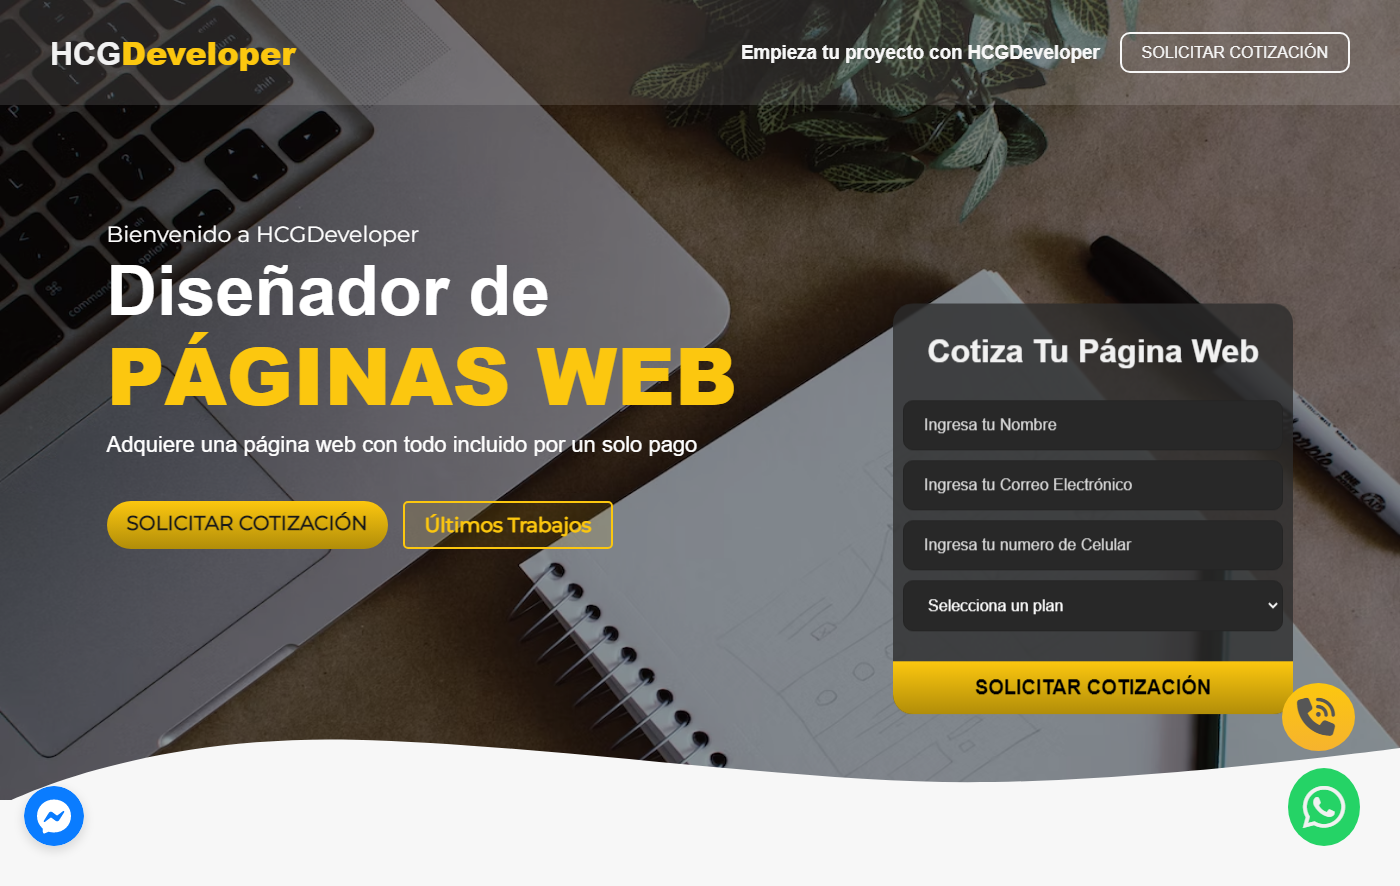 HCGDeveloper
Empieza tu proyecto con HCGDeveloper
SOLICITAR COTIZACIÓN
Bienvenido a HCGDeveloper
Diseñador de
PÁGINAS WEB
Adquiere una página web con todo incluido por un solo pago
SOLICITAR COTIZACIÓN
Últimos Trabajos
Cotiza Tu Página Web
Ingresa tu Nombre
Ingresa tu Correo Electrónico
Ingresa tu numero de Celular
Selecciona un plan
SOLICITAR COTIZACIÓN